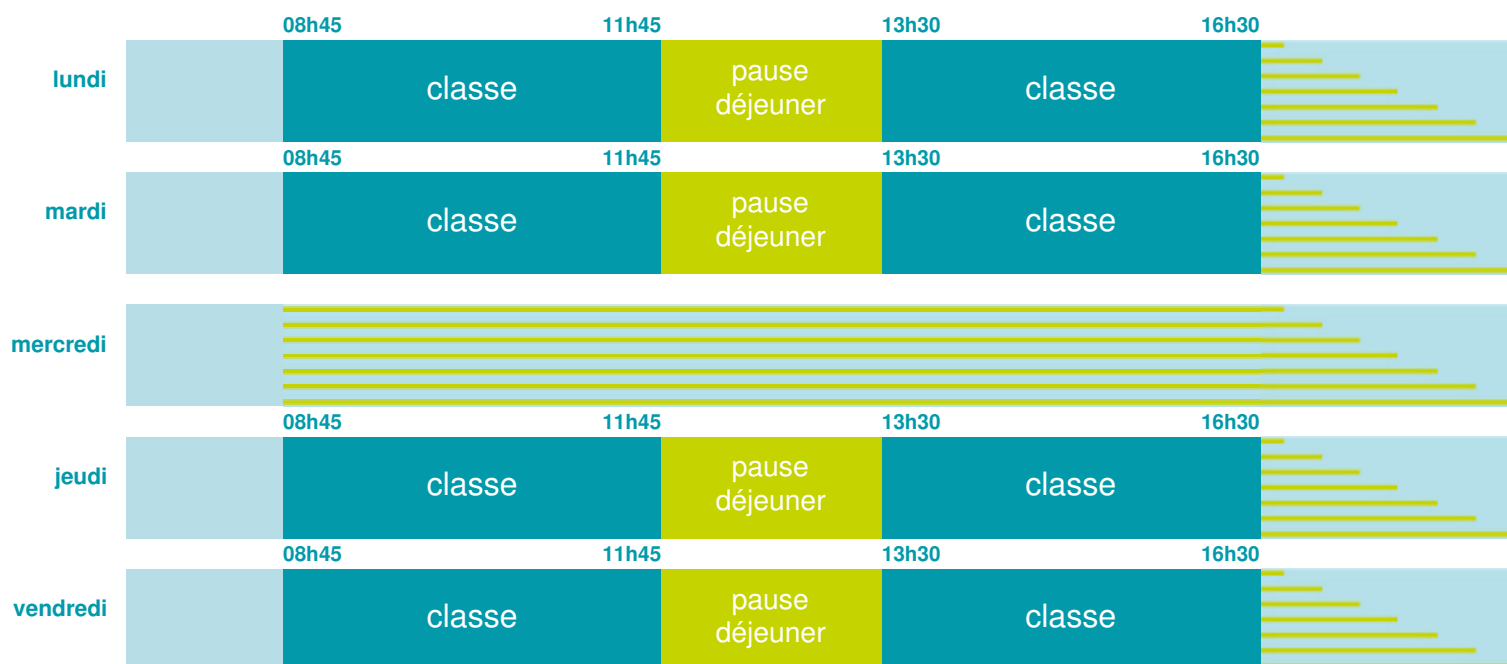 08h45 11h45 13h30 16h30
lundi classe pause déjeuner classe
08h45 11h45 13h30 16h30
mardi classe pause déjeuner classe
mercredi
08h45 11h45 13h30 16h30
jeudi classe pause déjeuner classe
08h45 11h45 13h30 16h30
vendredi classe pause déjeuner classe